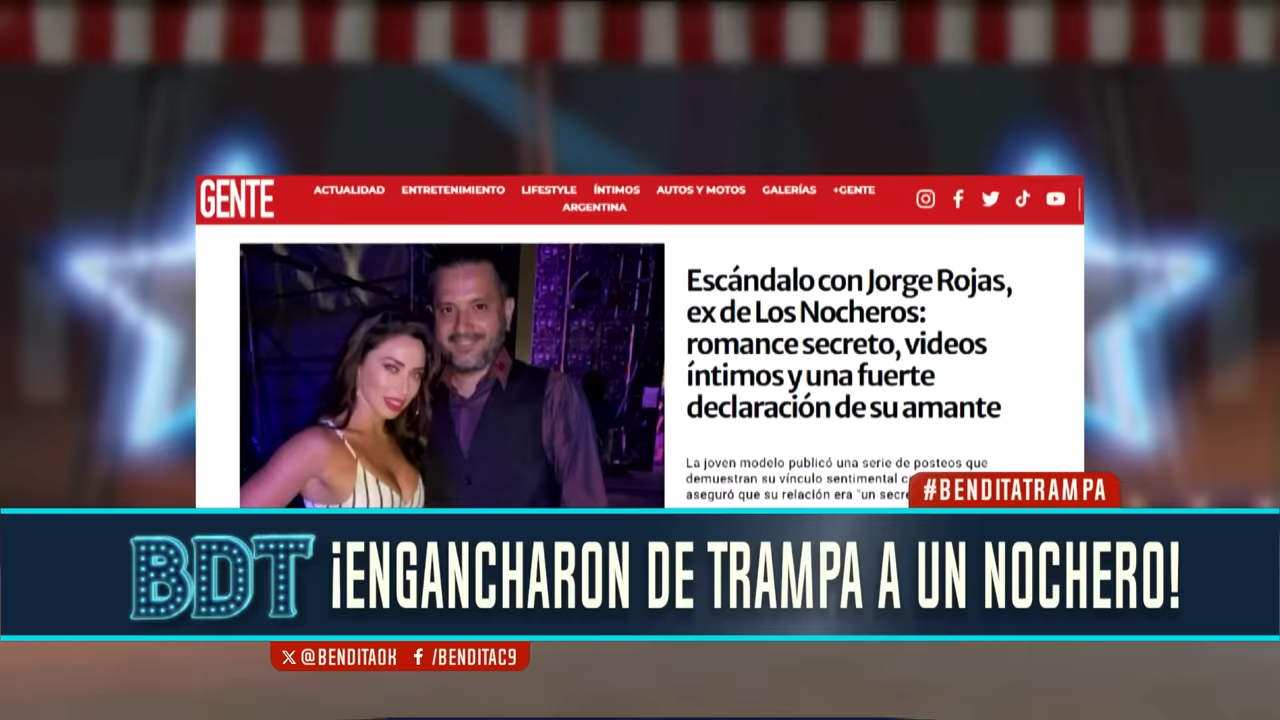 GENTE
ACTUALIDAD ENTRETENIMIENTO LIFESTYLE ÍNTIMOS AUTOS Y MOTOS GALERÍAS +GENTE
ARGENTINA
Escándalo con Jorge Rojas,
ex de Los Nocheros:
romance secreto, videos
íntimos y una fuerte
declaración de su amante
La joven modelo publicó una serie de posteos que
demuestran su vínculo sentimental
aseguró que su relación era "un
#BENDITATRAMPA
BDT ¡ENGANCHARON DE TRAMPA A UN NOCHERO!
X @BENDITAOK f /BENDITAC9